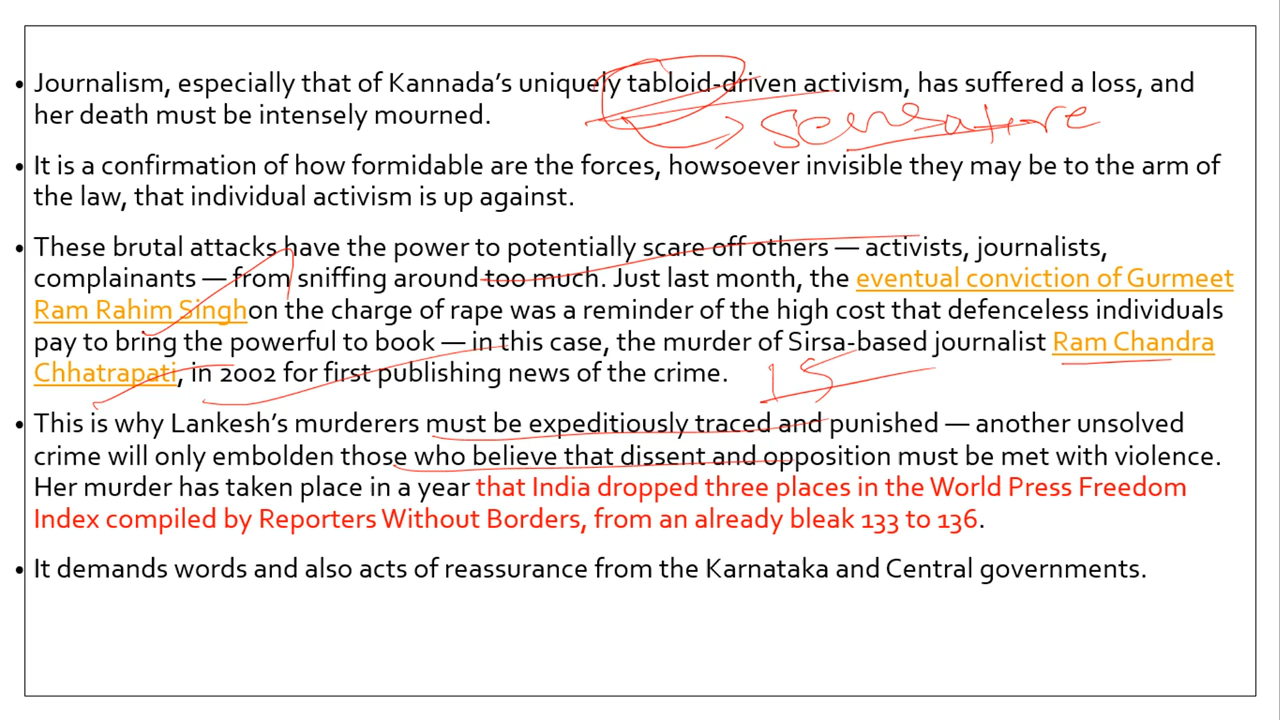 • Journalism, especially that of Kannada's uniquely tabloid-driven activism, has suffered a loss, and
her death must be intensely mourned.
Sensative
• It is a confirmation of how formidable are the forces, howsoever invisible they may be to the arm of
the law, that individual activism is up against.
• These brutal attacks have the power to potentially scare off others — activists, journalists,
complainants — from sniffing around too much. Just last month, the eventual conviction of Gurmeet
Ram Rahim Singhon the charge of rape was a reminder of the high cost that defenceless individuals
pay to bring the powerful to book — in this case, the murder of Sirsa-based journalist Ram Chandra
Chhatrapati, in 2002 for first publishing news of the crime.
15
• This is why Lankesh's murderers must be expeditiously traced and punished — another unsolved
crime will only embolden those who believe that dissent and opposition must be met with violence.
Her murder has taken place in a year that India dropped three places in the World Press Freedom
Index compiled by Reporters Without Borders, from an already bleak 133 to 136.
• It demands words and also acts of reassurance from the Karnataka and Central governments.